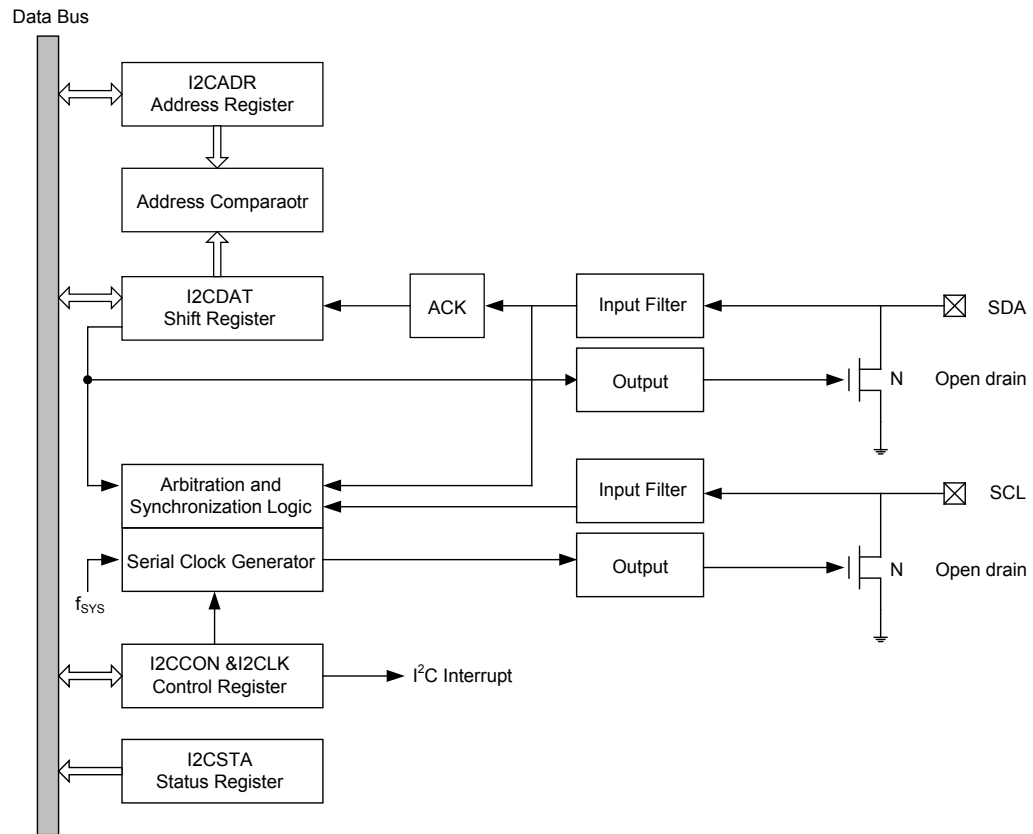 Data Bus
I2CADR
Address Register
Address Comparaotr
I2CDAT
Shift Register
ACK
Input Filter
SDA
Output
N
Open drain
Arbitration and
Synchronization Logic
Input Filter
SCL
Serial Clock Generator
Output
N
Open drain
fSYS
I2CCON &I2CLK
Control Register
I²C Interrupt
I2CSTA
Status Register